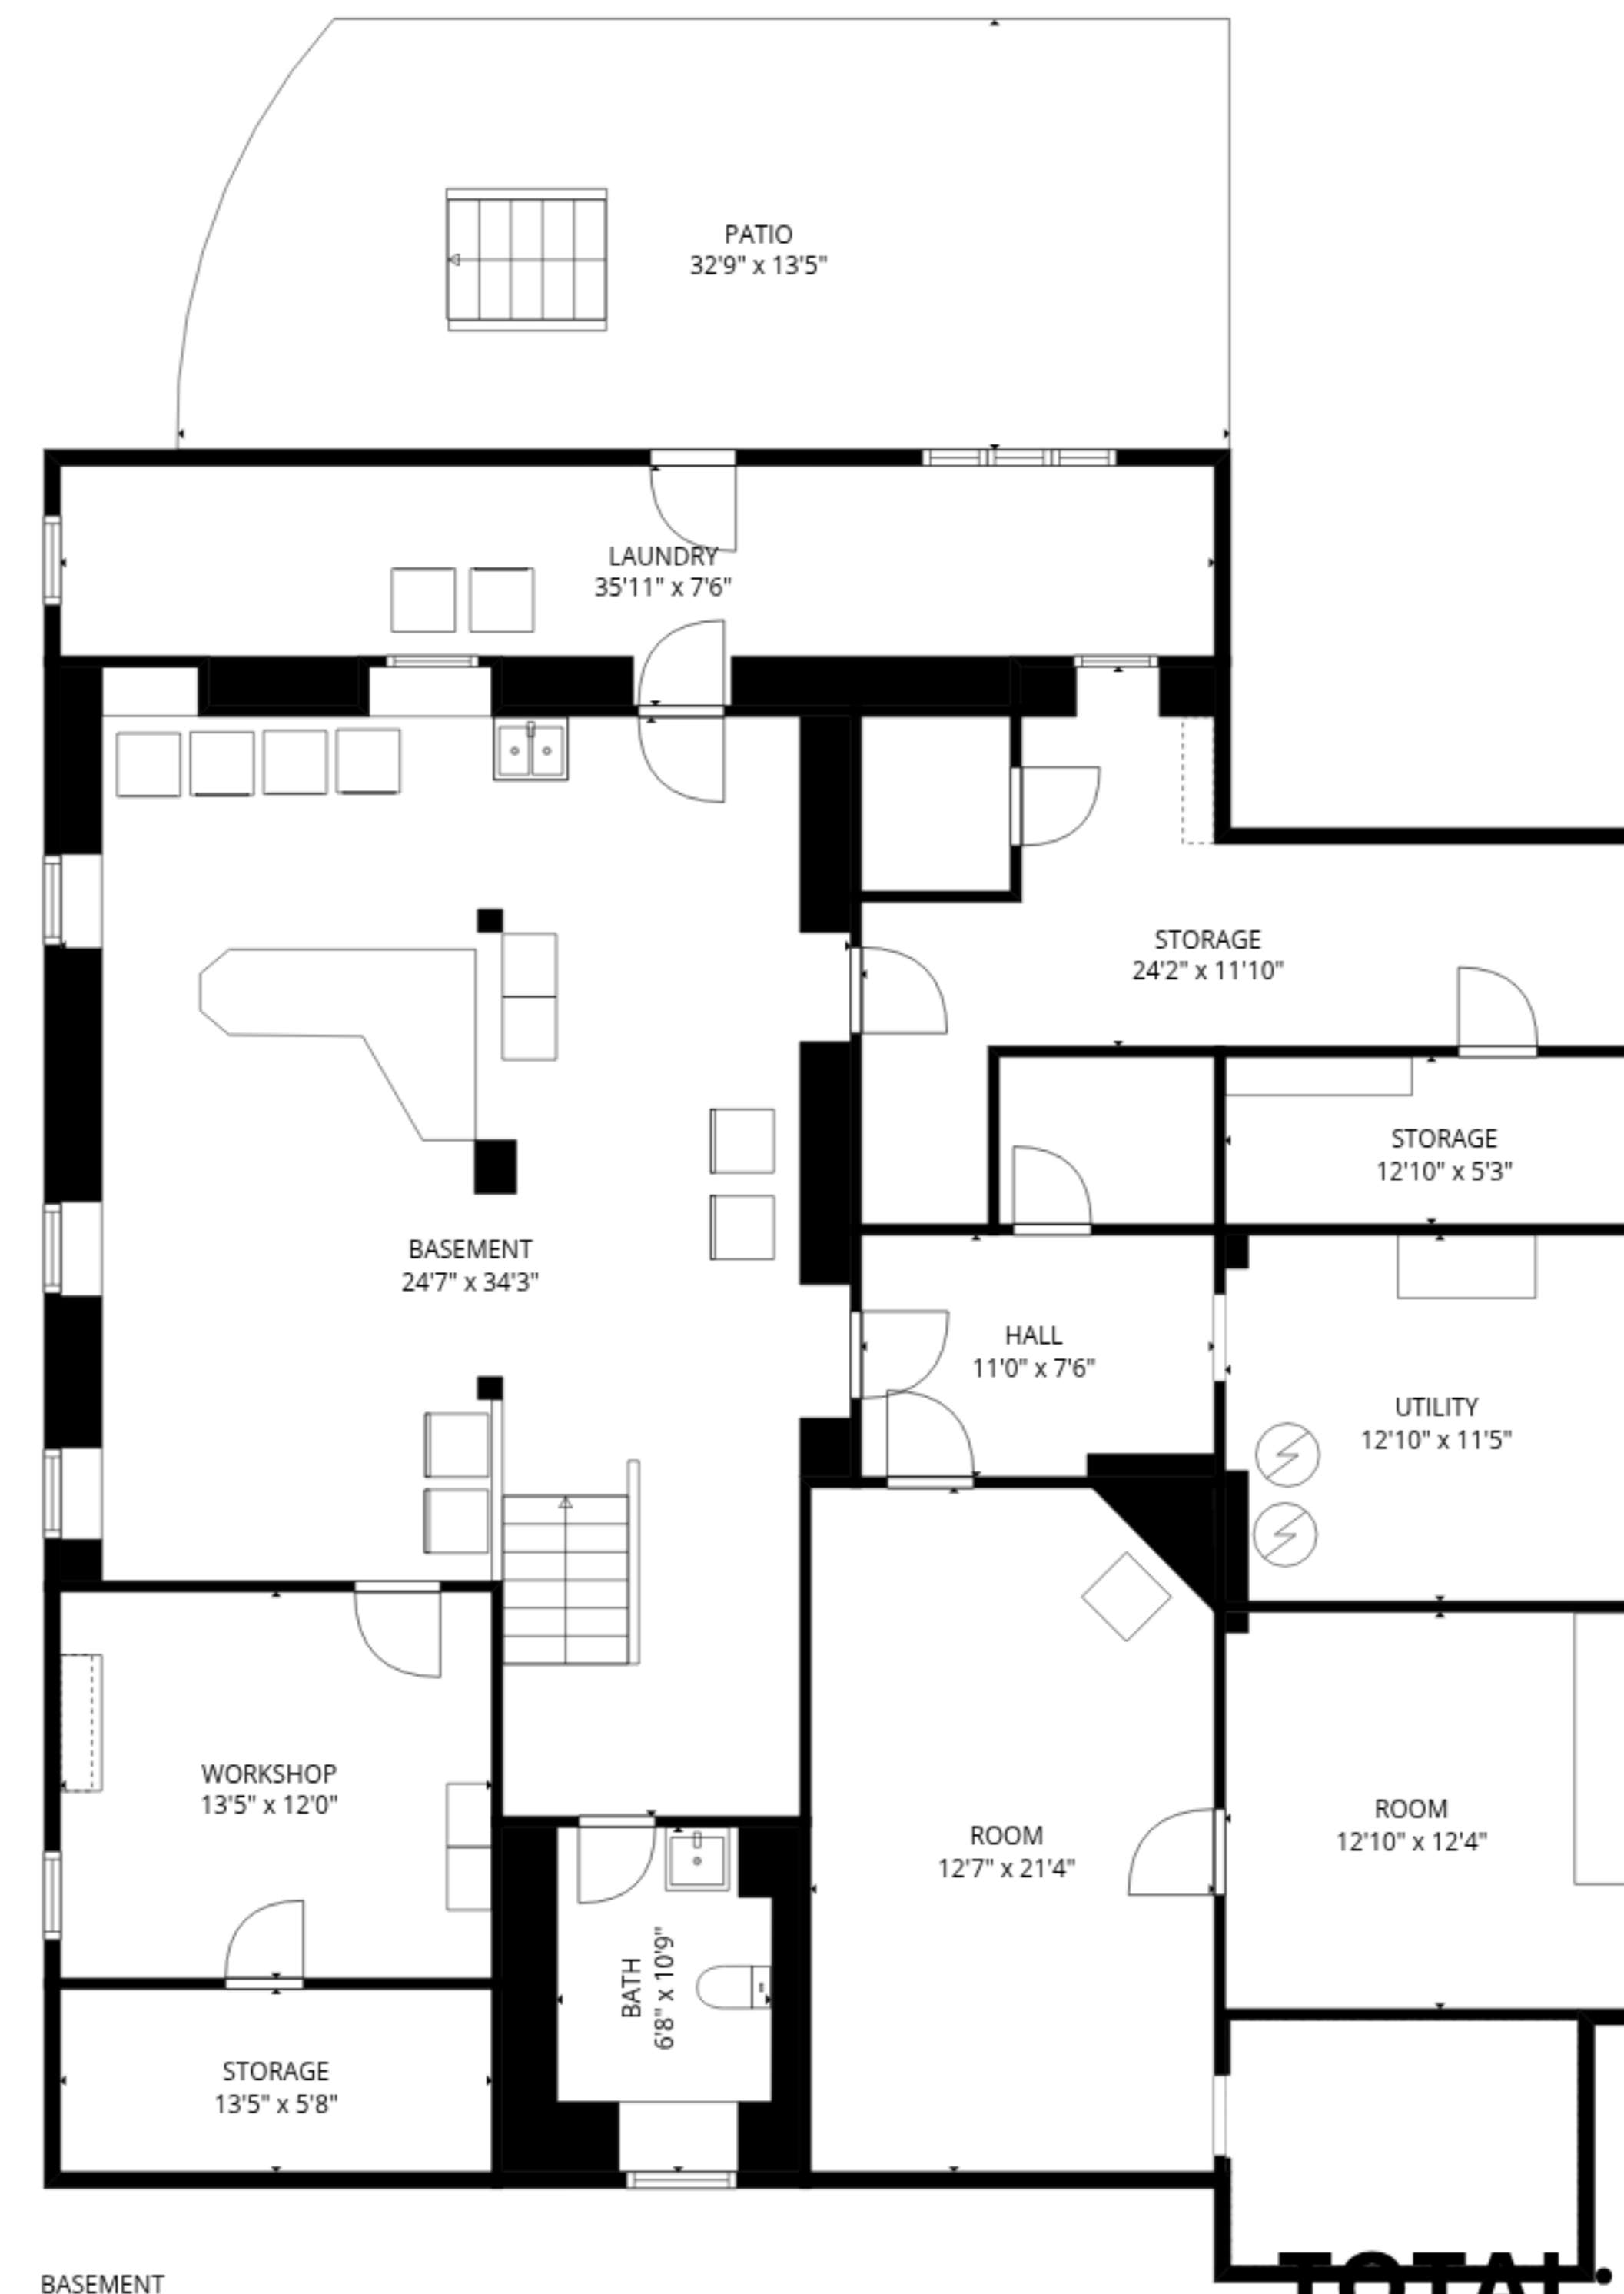 PATIO
32'9" x 13'5"
LAUNDRY
35'11" x 7'6"
STORAGE
24'2" x 11'10"
STORAGE
12'10" x 5'3"
BASEMENT
24'7" x 34'3"
HALL
11'0" x 7'6"
UTILITY
12'10" x 11'5"
WORKSHOP
13'5" x 12'0"
ROOM
12'7" x 21'4"
ROOM
12'10" x 12'4"
BATH
6'8" x 10'9"
STORAGE
13'5" x 5'8"
TOTAL:
BASEMENT